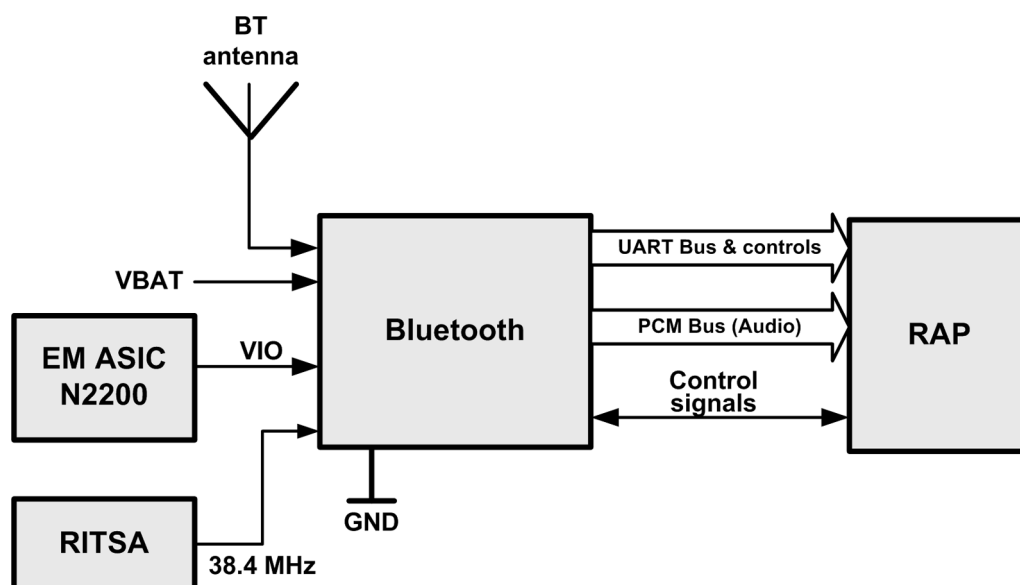 BT
antenna
UART Bus & controls
VBAT
Bluetooth
PCM Bus (Audio)
RAP
EM ASIC
N2200
VIO
Control
signals
GND
RITSA
38.4 MHz